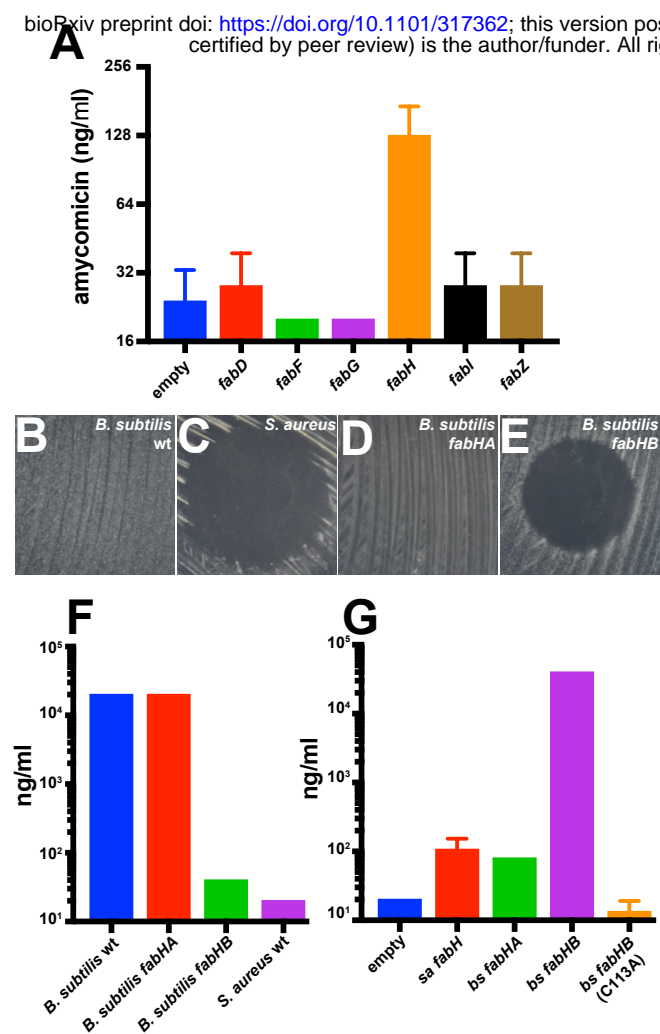 bioRxiv preprint doi: https://doi.org/10.1101/317362; this version pos
certified by peer review) is the author/funder. All rig
A
amycomicin (ng/ml)
256
128
64
32
16
empty
fabD
fabF
fabG
fabH
fabI
fabZ
B
B. subtilis
wt
C
S. aureus
D
B. subtilis
fabHA
E
B. subtilis
fabHB
F
ng/ml
10⁵
10⁴
10³
10²
10¹
B. subtilis wt
B. subtilis fabHA
B. subtilis fabHB
S. aureus wt
G
ng/ml
10⁵
10⁴
10³
10²
10¹
empty
sa fabH
bs fabHA
bs fabHB
bs fabHB
(C113A)